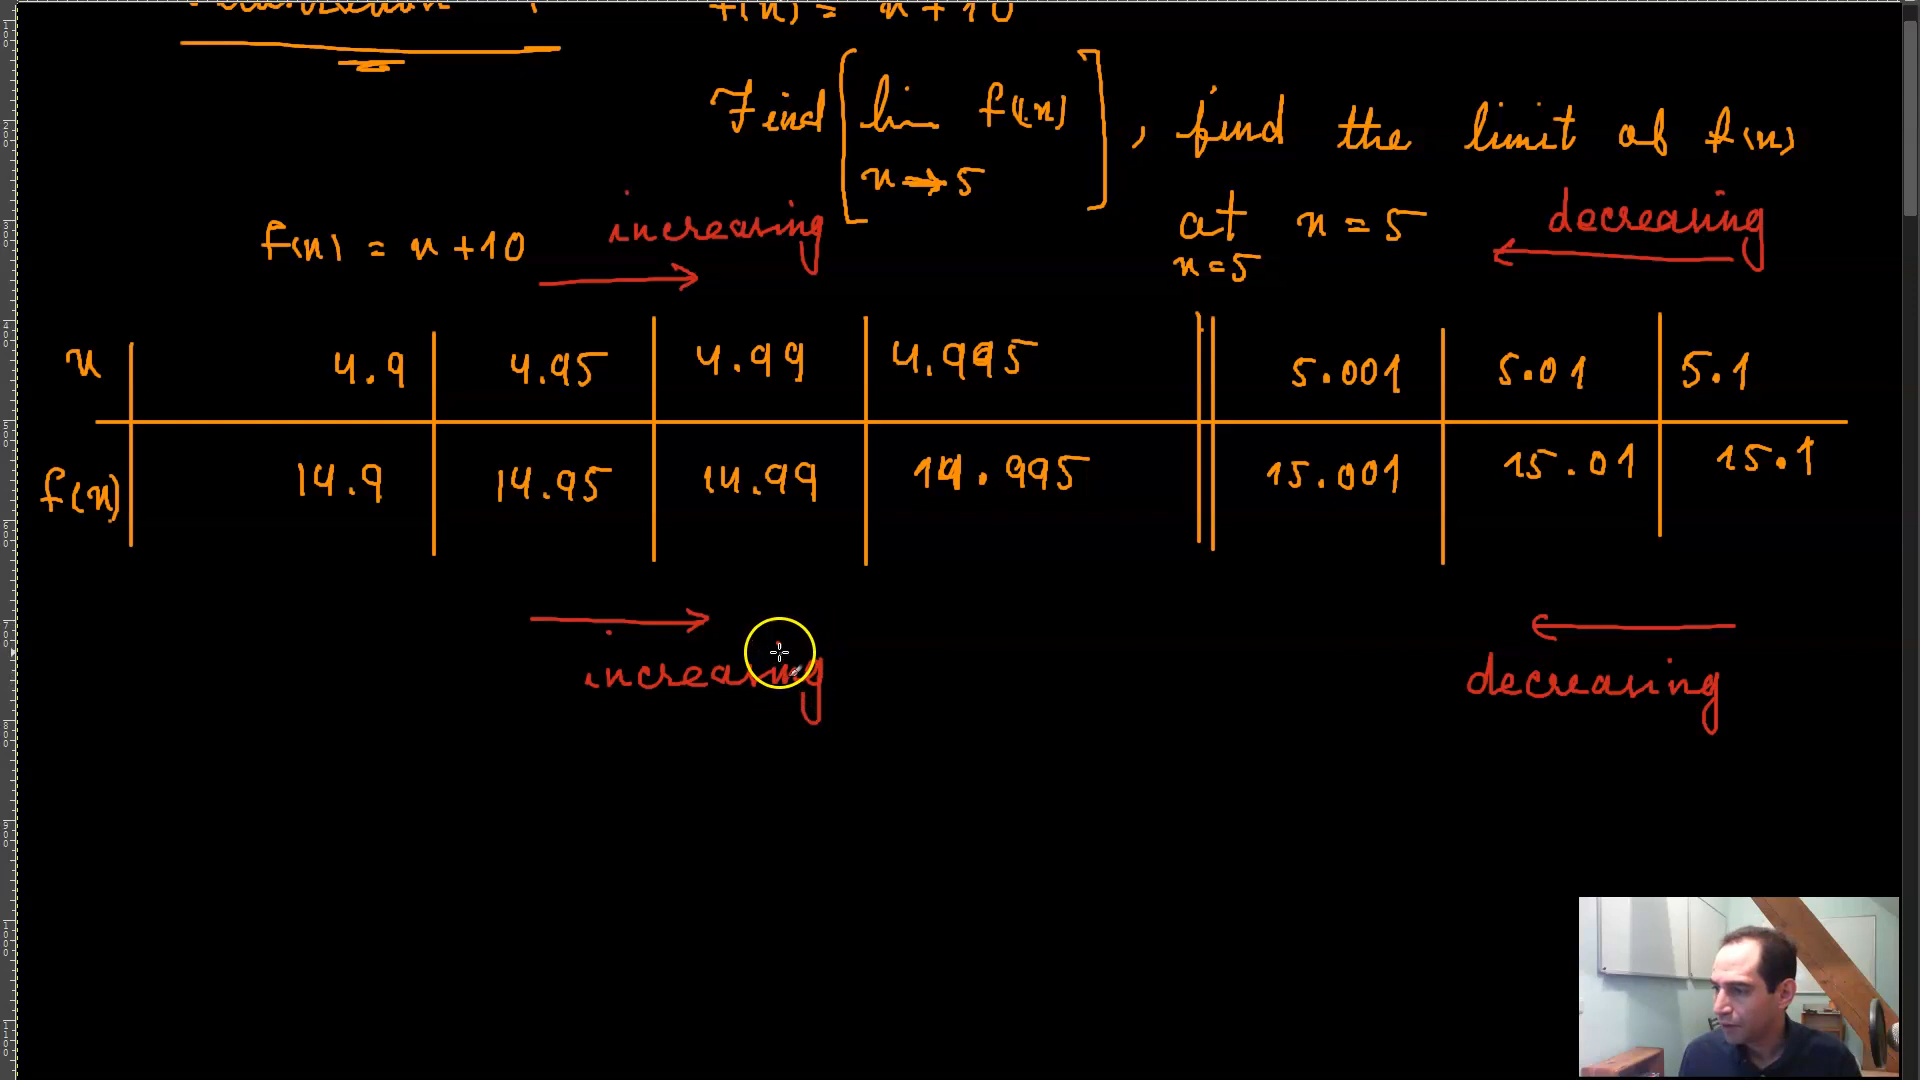 f(x) = x + 10
Find [ lim f(x) ] , find the limit of f(x)
x → 5
at x = 5
increasing
decreasing
f(x) = x + 10
x = 5
x 4.9 4.95 4.99 4.995 5.001 5.01 5.1
f(x) 14.9 14.95 14.99 14.995 15.001 15.01 15.1
increasing
decreasing